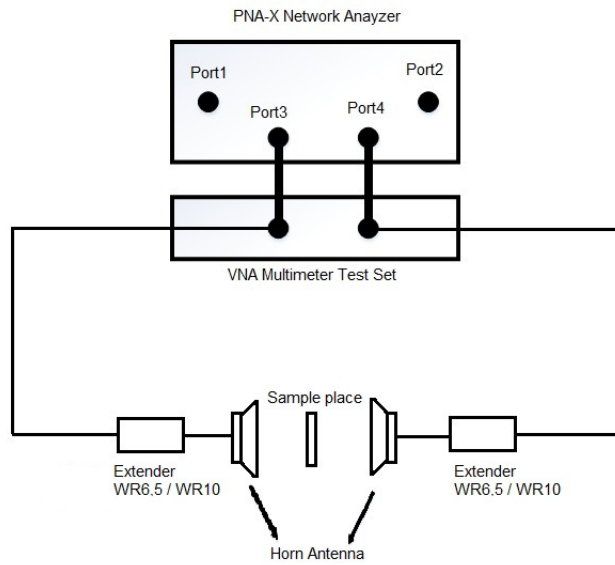 PNA-X Network Anayzer
Port1
Port2
Port3
Port4
VNA Multimeter Test Set
Sample place
Extender
WR6.5 / WR10
Extender
WR6.5 / WR10
Horn Antenna